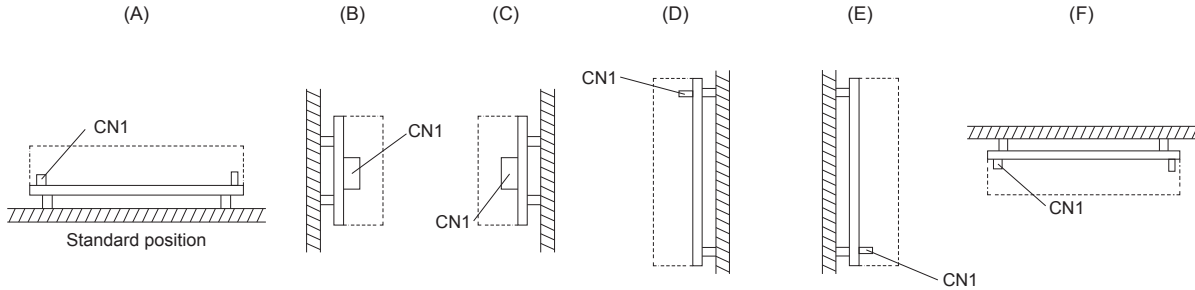 (A)
(B)
(C)
(D)
(E)
(F)
CN1
CN1
CN1
CN1
CN1
CN1
Standard position